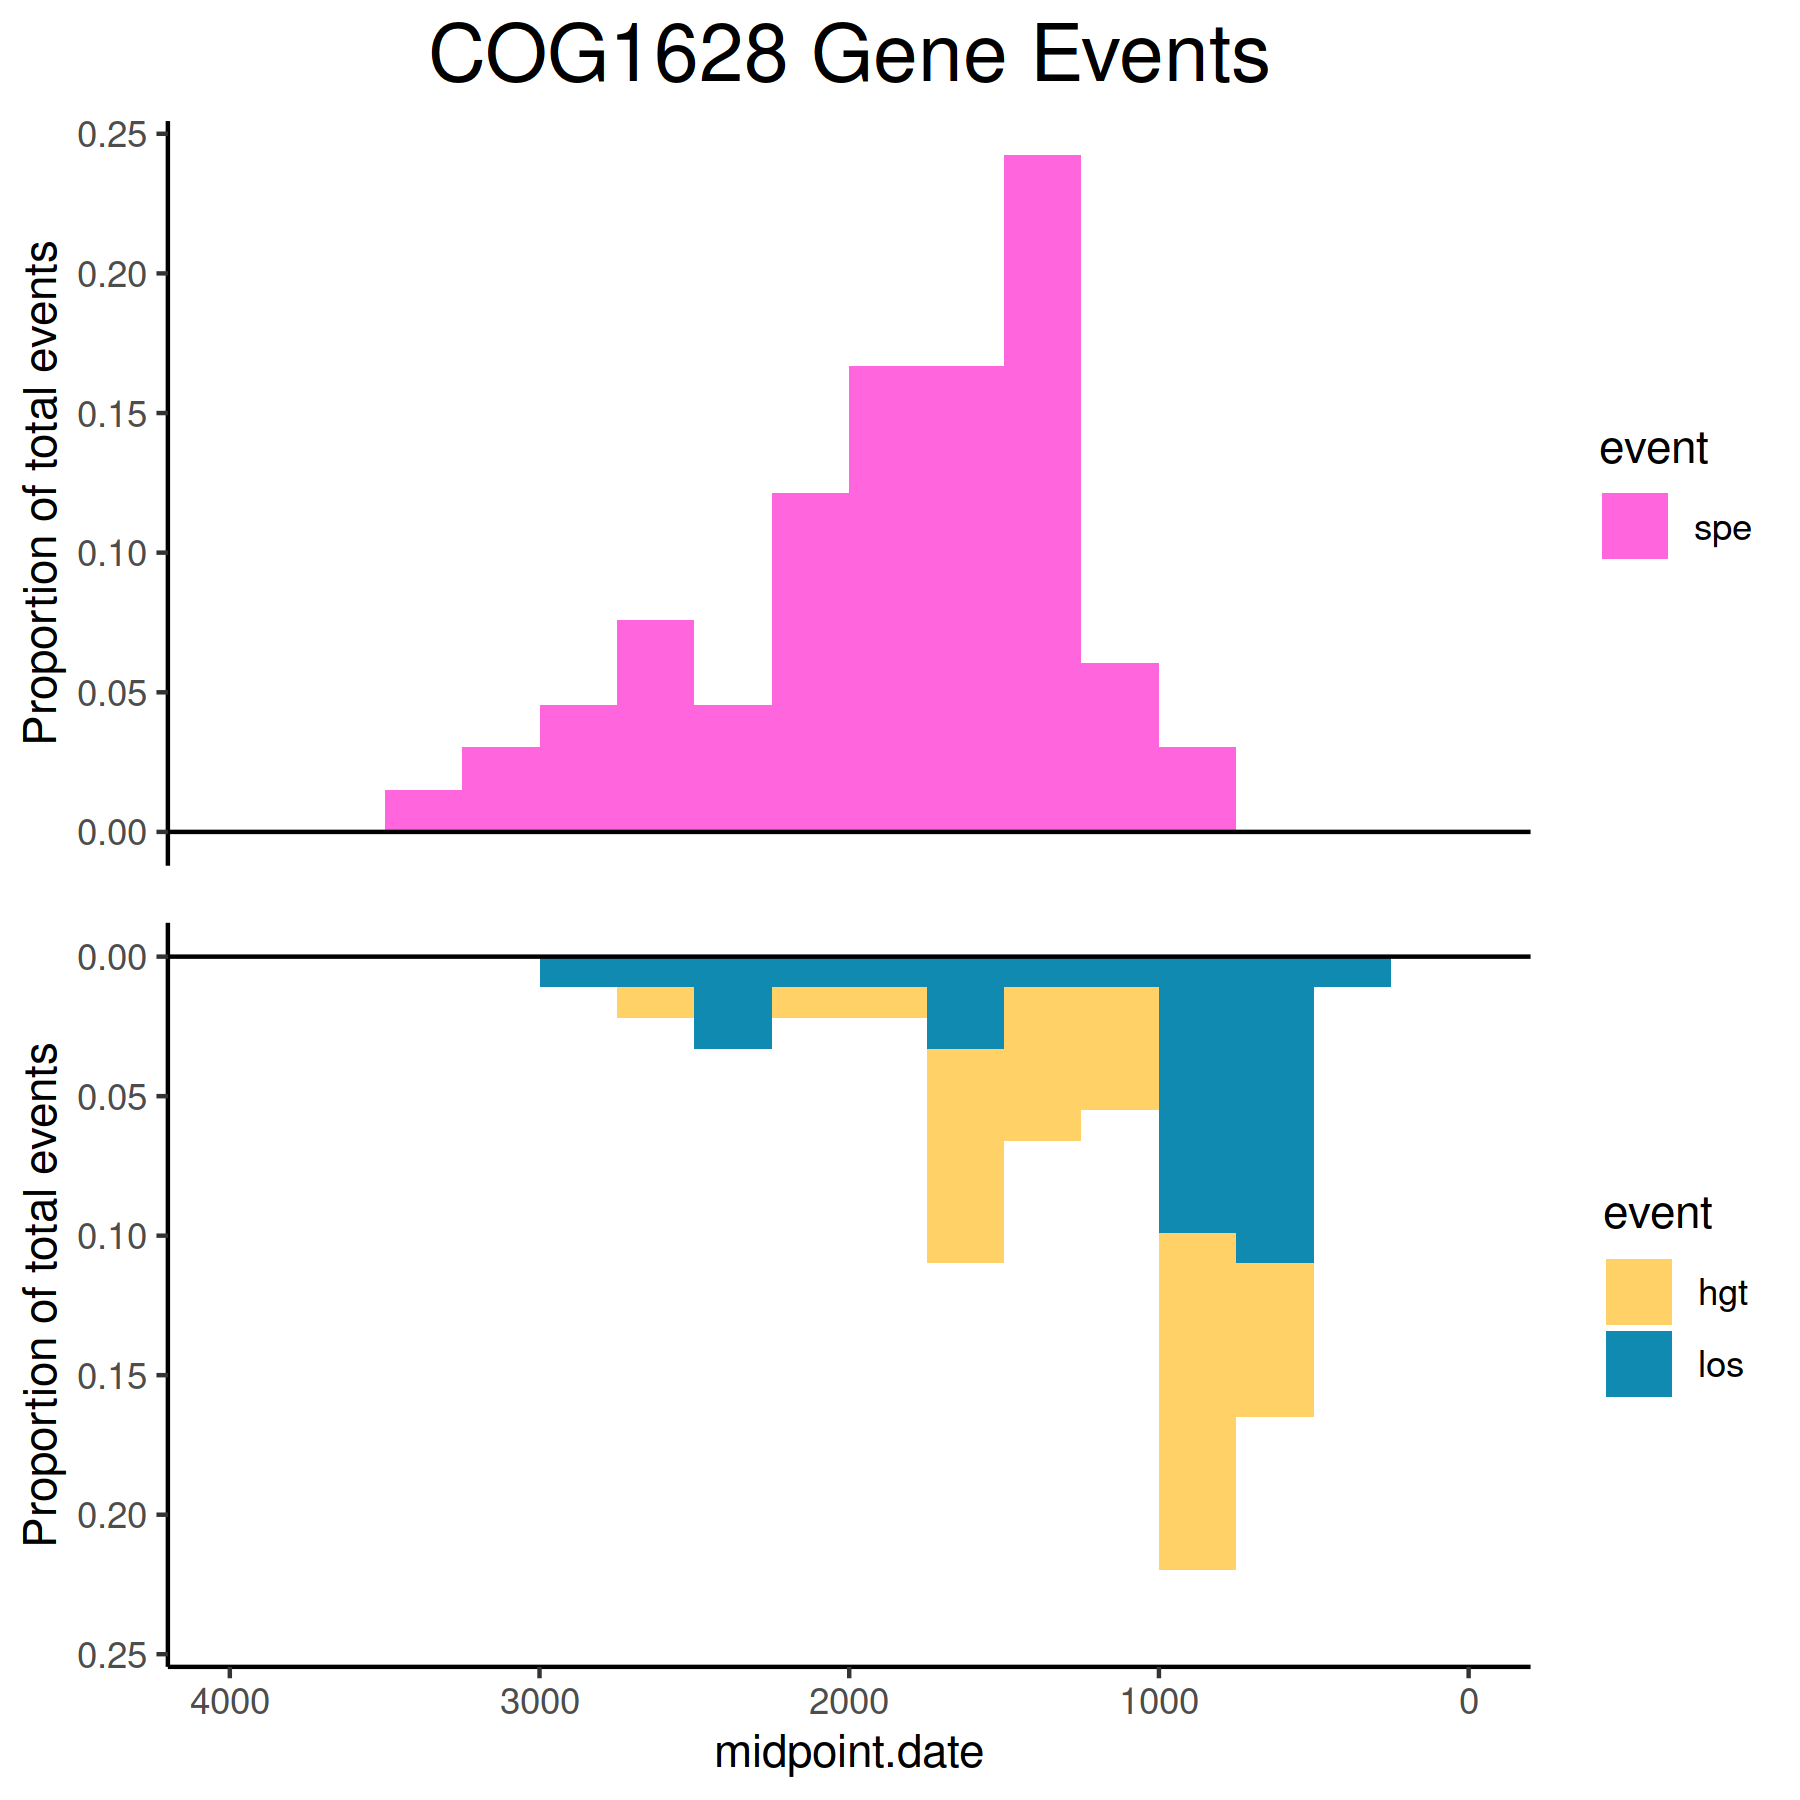 COG1628 Gene Events
0.25
0.20
0.15
0.10
0.05
0.00
Proportion of total events
event
spe
0.00
0.05
0.10
0.15
0.20
0.25
Proportion of total events
event
hgt
los
4000 3000 2000 1000 0
midpoint.date